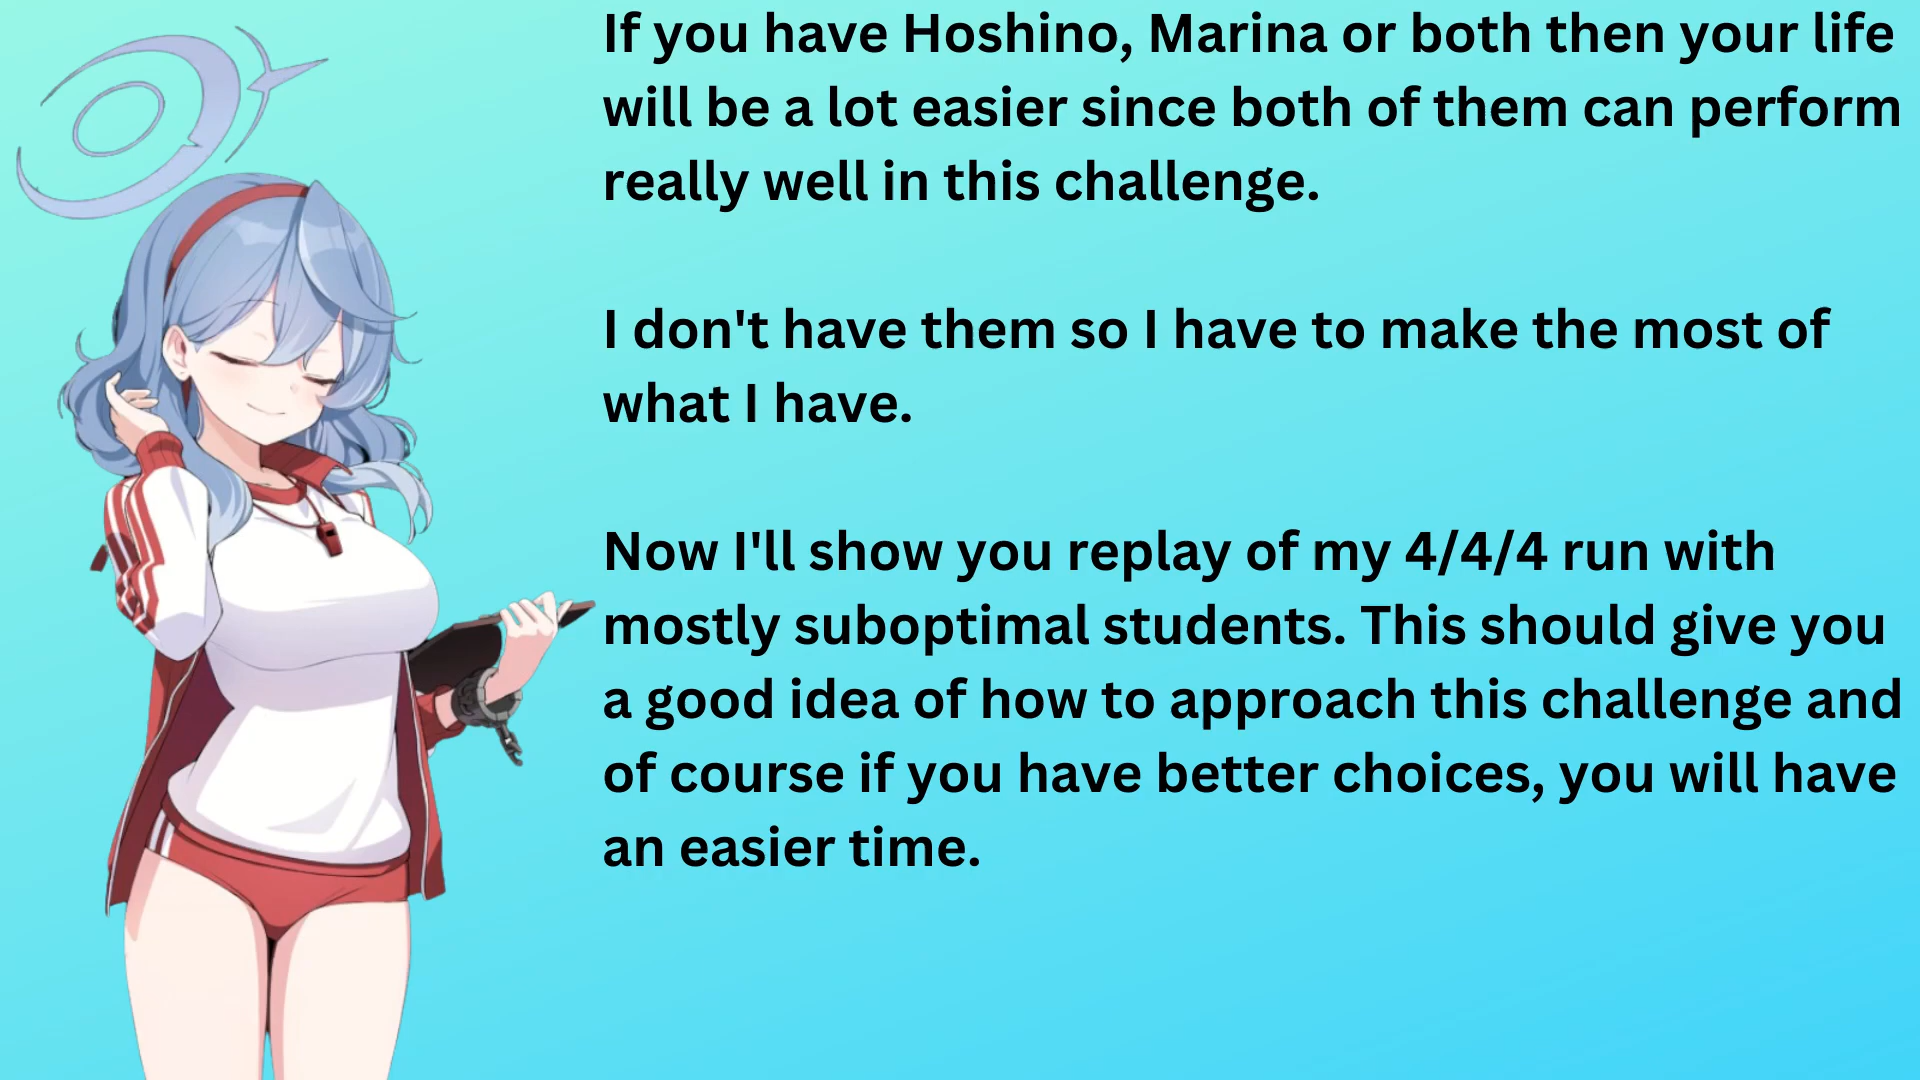 If you have Hoshino, Marina or both then your life
will be a lot easier since both of them can perform
really well in this challenge.
I don't have them so I have to make the most of
what I have.
Now I'll show you replay of my 4/4/4 run with
mostly suboptimal students. This should give you
a good idea of how to approach this challenge and
of course if you have better choices, you will have
an easier time.